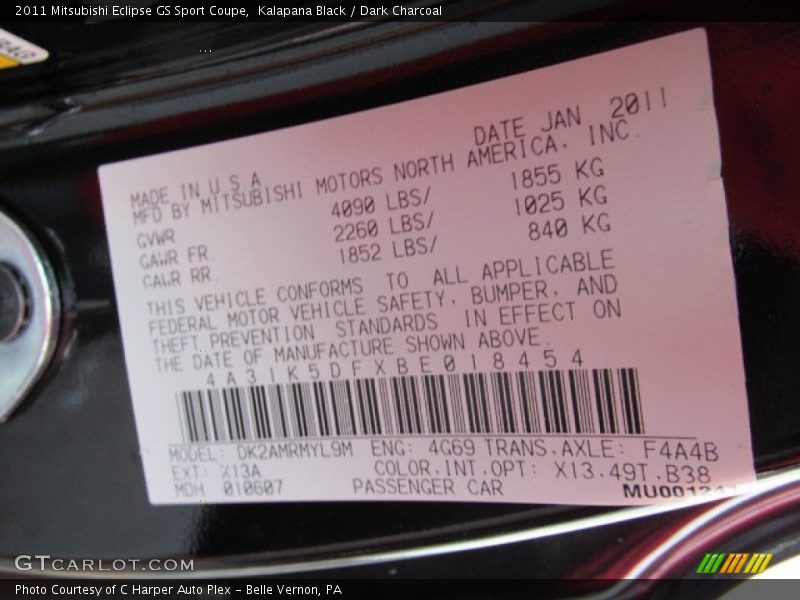 2011 Mitsubishi Eclipse GS Sport Coupe, Kalapana Black / Dark Charcoal
DATE JAN 2011
MADE IN U.S.A
MFD BY MITSUBISHI MOTORS NORTH AMERICA, INC.
GVWR 4090 LBS/ 1855 KG
GAWR FR 2260 LBS/ 1025 KG
GAWR RR 1852 LBS/ 840 KG
THIS VEHICLE CONFORMS TO ALL APPLICABLE
FEDERAL MOTOR VEHICLE SAFETY, BUMPER, AND
THEFT PREVENTION STANDARDS IN EFFECT ON
THE DATE OF MANUFACTURE SHOWN ABOVE.
4A31K5DFXBE018454
MODEL: DK2AMRMYL9M ENG: 4G69 TRANS.AXLE: F4A4B
EXT: X13A COLOR.INT.OPT: X13.49T.B38
MDH 010607 PASSENGER CAR
GTCARLOT.COM
Photo Courtesy of C Harper Auto Plex - Belle Vernon, PA